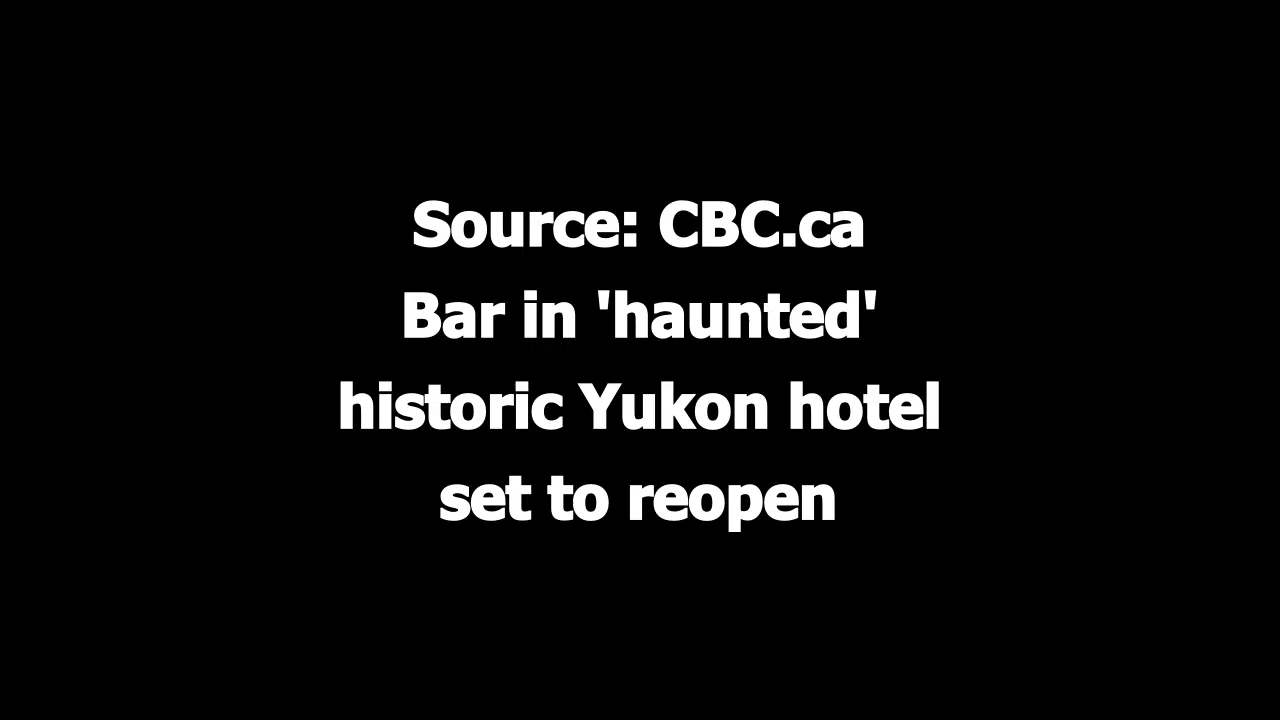 Source: CBC.ca
Bar in 'haunted'
historic Yukon hotel
set to reopen